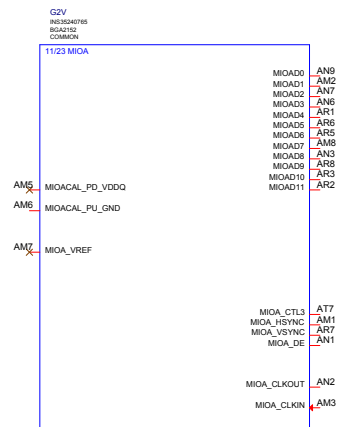 G2V
INS35240765
BGA2152
COMMON
11/23 MIOA
MIOAD0 AN9
MIOAD1 AM2
MIOAD2 AN7
MIOAD3 AN6
MIOAD4 AR1
MIOAD5 AR6
MIOAD6 AR5
MIOAD7 AM8
MIOAD8 AN3
MIOAD9 AR8
MIOAD10 AR3
MIOAD11 AR2
AM5 MIOACAL_PD_VDDQ
AM6 MIOACAL_PU_GND
AM7 MIOA_VREF
MIOA_CTL3 AT7
MIOA_HSYNC AM1
MIOA_VSYNC AR7
MIOA_DE AN1
MIOA_CLKOUT AN2
MIOA_CLKIN AM3